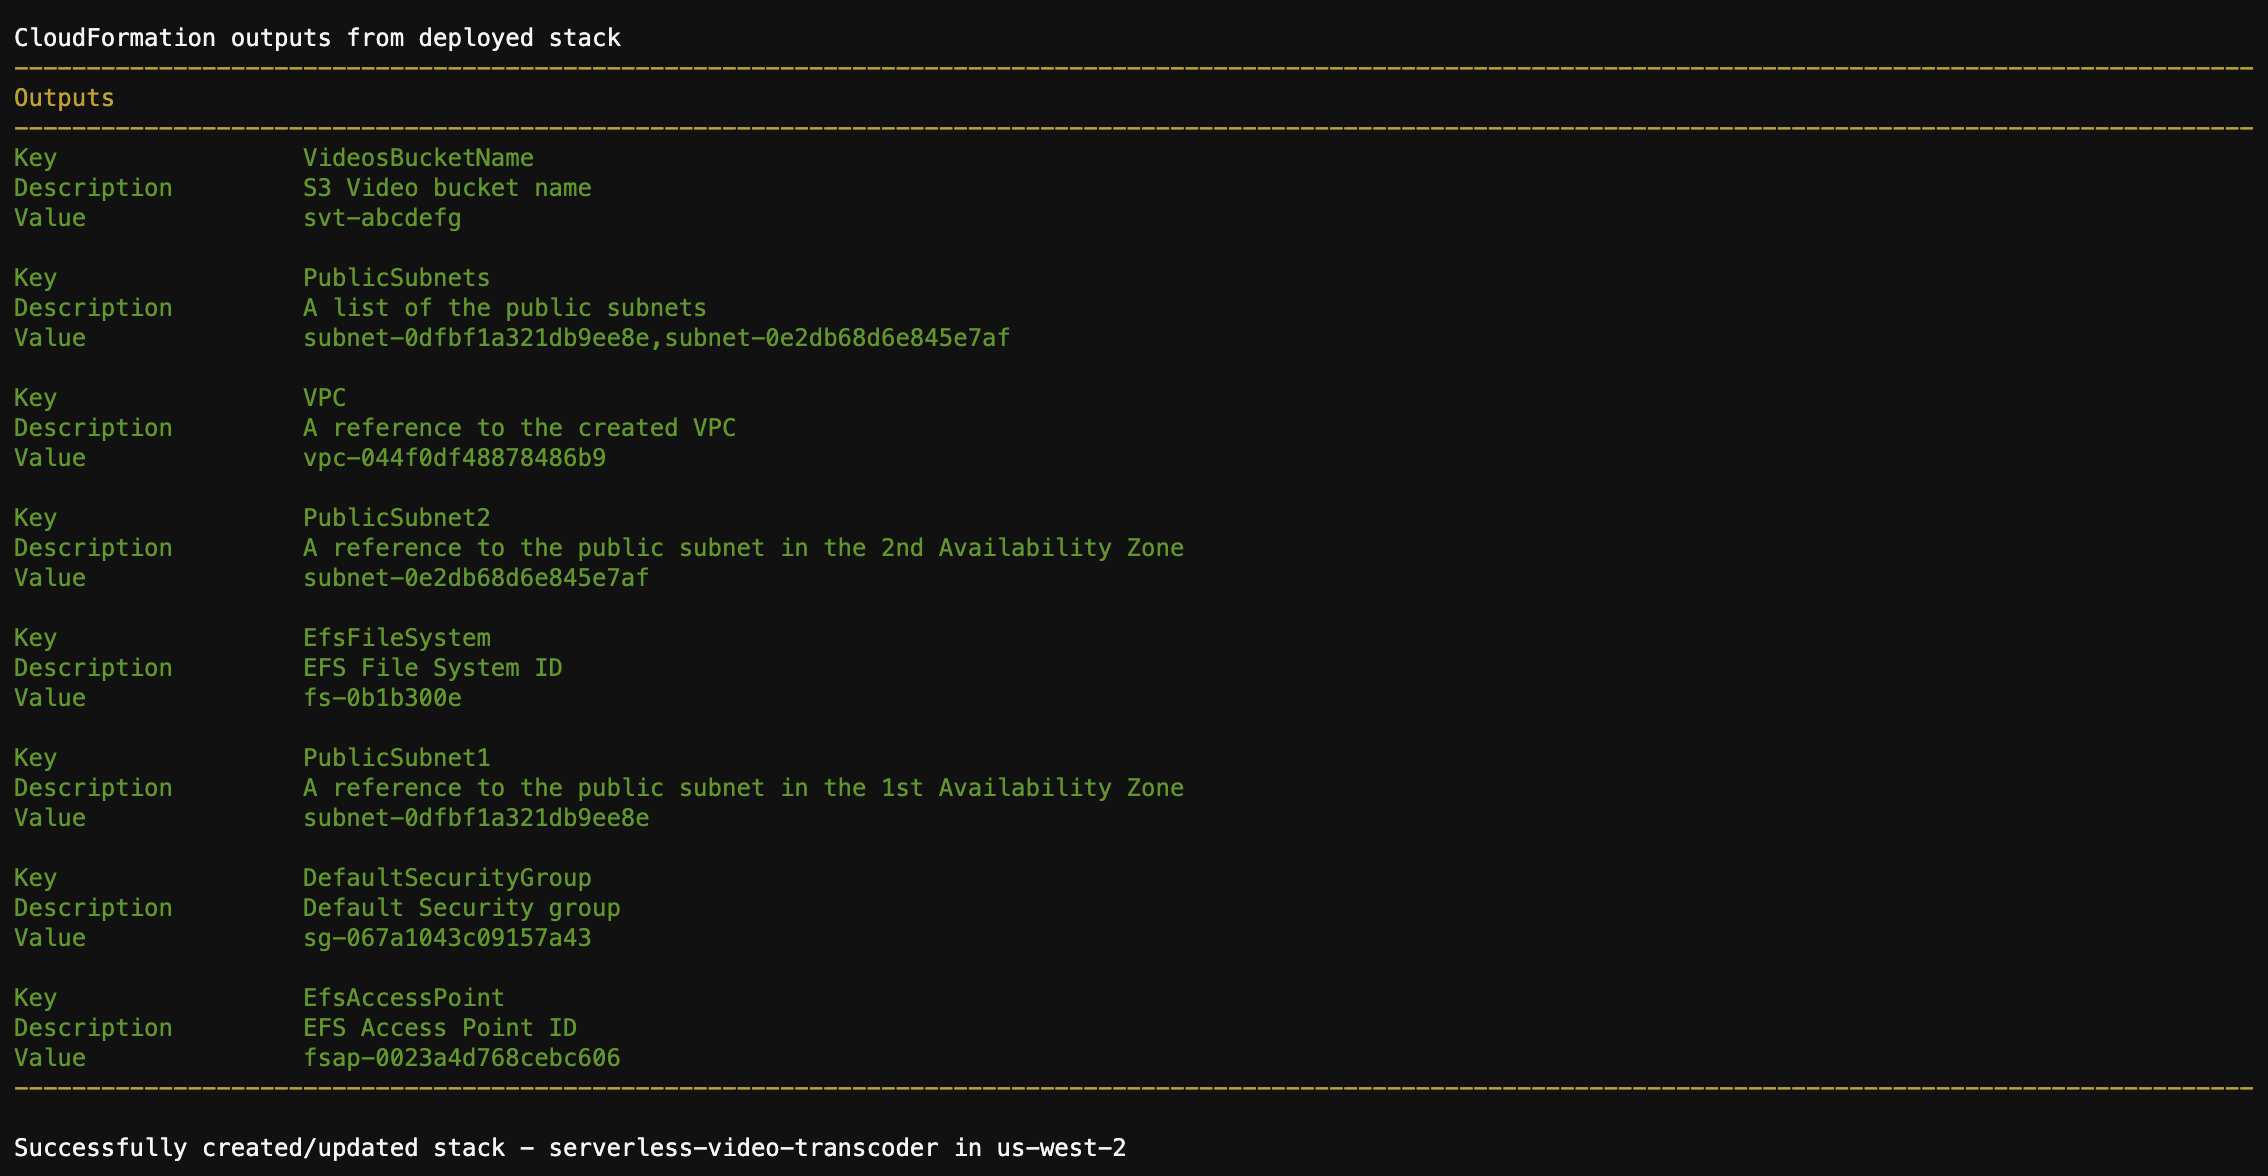 CloudFormation outputs from deployed stack
-----------------------------------------------------------------------------------------------------------------------------------------------------------
Outputs
-----------------------------------------------------------------------------------------------------------------------------------------------------------
Key                 VideosBucketName
Description         S3 Video bucket name
Value               svt-abcdefg

Key                 PublicSubnets
Description         A list of the public subnets
Value               subnet-0dfbf1a321db9ee8e,subnet-0e2db68d6e845e7af

Key                 VPC
Description         A reference to the created VPC
Value               vpc-044f0df48878486b9

Key                 PublicSubnet2
Description         A reference to the public subnet in the 2nd Availability Zone
Value               subnet-0e2db68d6e845e7af

Key                 EfsFileSystem
Description         EFS File System ID
Value               fs-0b1b300e

Key                 PublicSubnet1
Description         A reference to the public subnet in the 1st Availability Zone
Value               subnet-0dfbf1a321db9ee8e

Key                 DefaultSecurityGroup
Description         Default Security group
Value               sg-067a1043c09157a43

Key                 EfsAccessPoint
Description         EFS Access Point ID
Value               fsap-0023a4d768cebc606
-----------------------------------------------------------------------------------------------------------------------------------------------------------

Successfully created/updated stack - serverless-video-transcoder in us-west-2